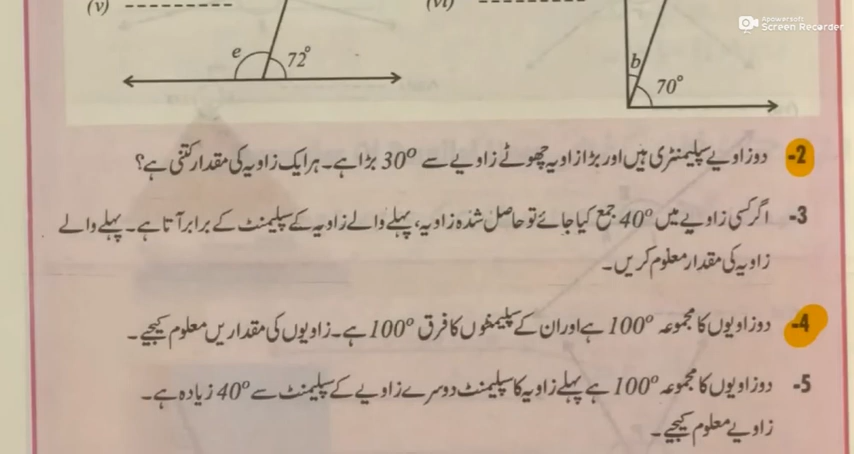 Apowersoft
Screen Recorder
(v) ---------- (vi) ----------
e 72°
b 70°
2- دو زاویے سپلیمنٹری ہیں اور بڑا زاویہ چھوٹے زاویے سے 30° بڑا ہے۔ ہر ایک زاویہ کی مقدار کتنی ہے؟
3- اگر کسی زاویے میں 40° جمع کیا جائے تو حاصل شدہ زاویہ، پہلے والے زاویہ کے سپلیمنٹ کے برابر آتا ہے۔ پہلے والے
زاویہ کی مقدار معلوم کریں۔
4- دو زاویوں کا مجموعہ 100° ہے اور ان کے سپلیمنٹوں کا فرق 100° ہے۔ زاویوں کی مقداریں معلوم کیجیے۔
5- دو زاویوں کا مجموعہ 100° ہے پہلے زاویہ کا سپلیمنٹ دوسرے زاویے کے سپلیمنٹ سے 40° زیادہ ہے۔
زاویے معلوم کیجیے۔